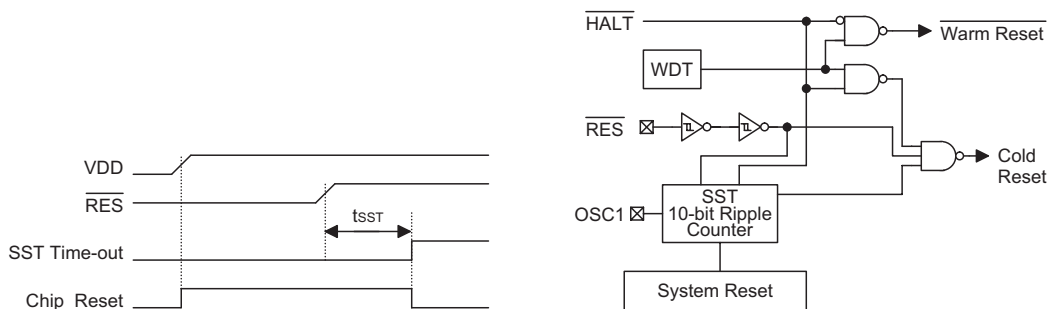 VDD
RES
tSST
SST Time-out
Chip Reset
HALT
Warm Reset
WDT
RES
Cold
Reset
OSC1
SST
10-bit Ripple
Counter
System Reset